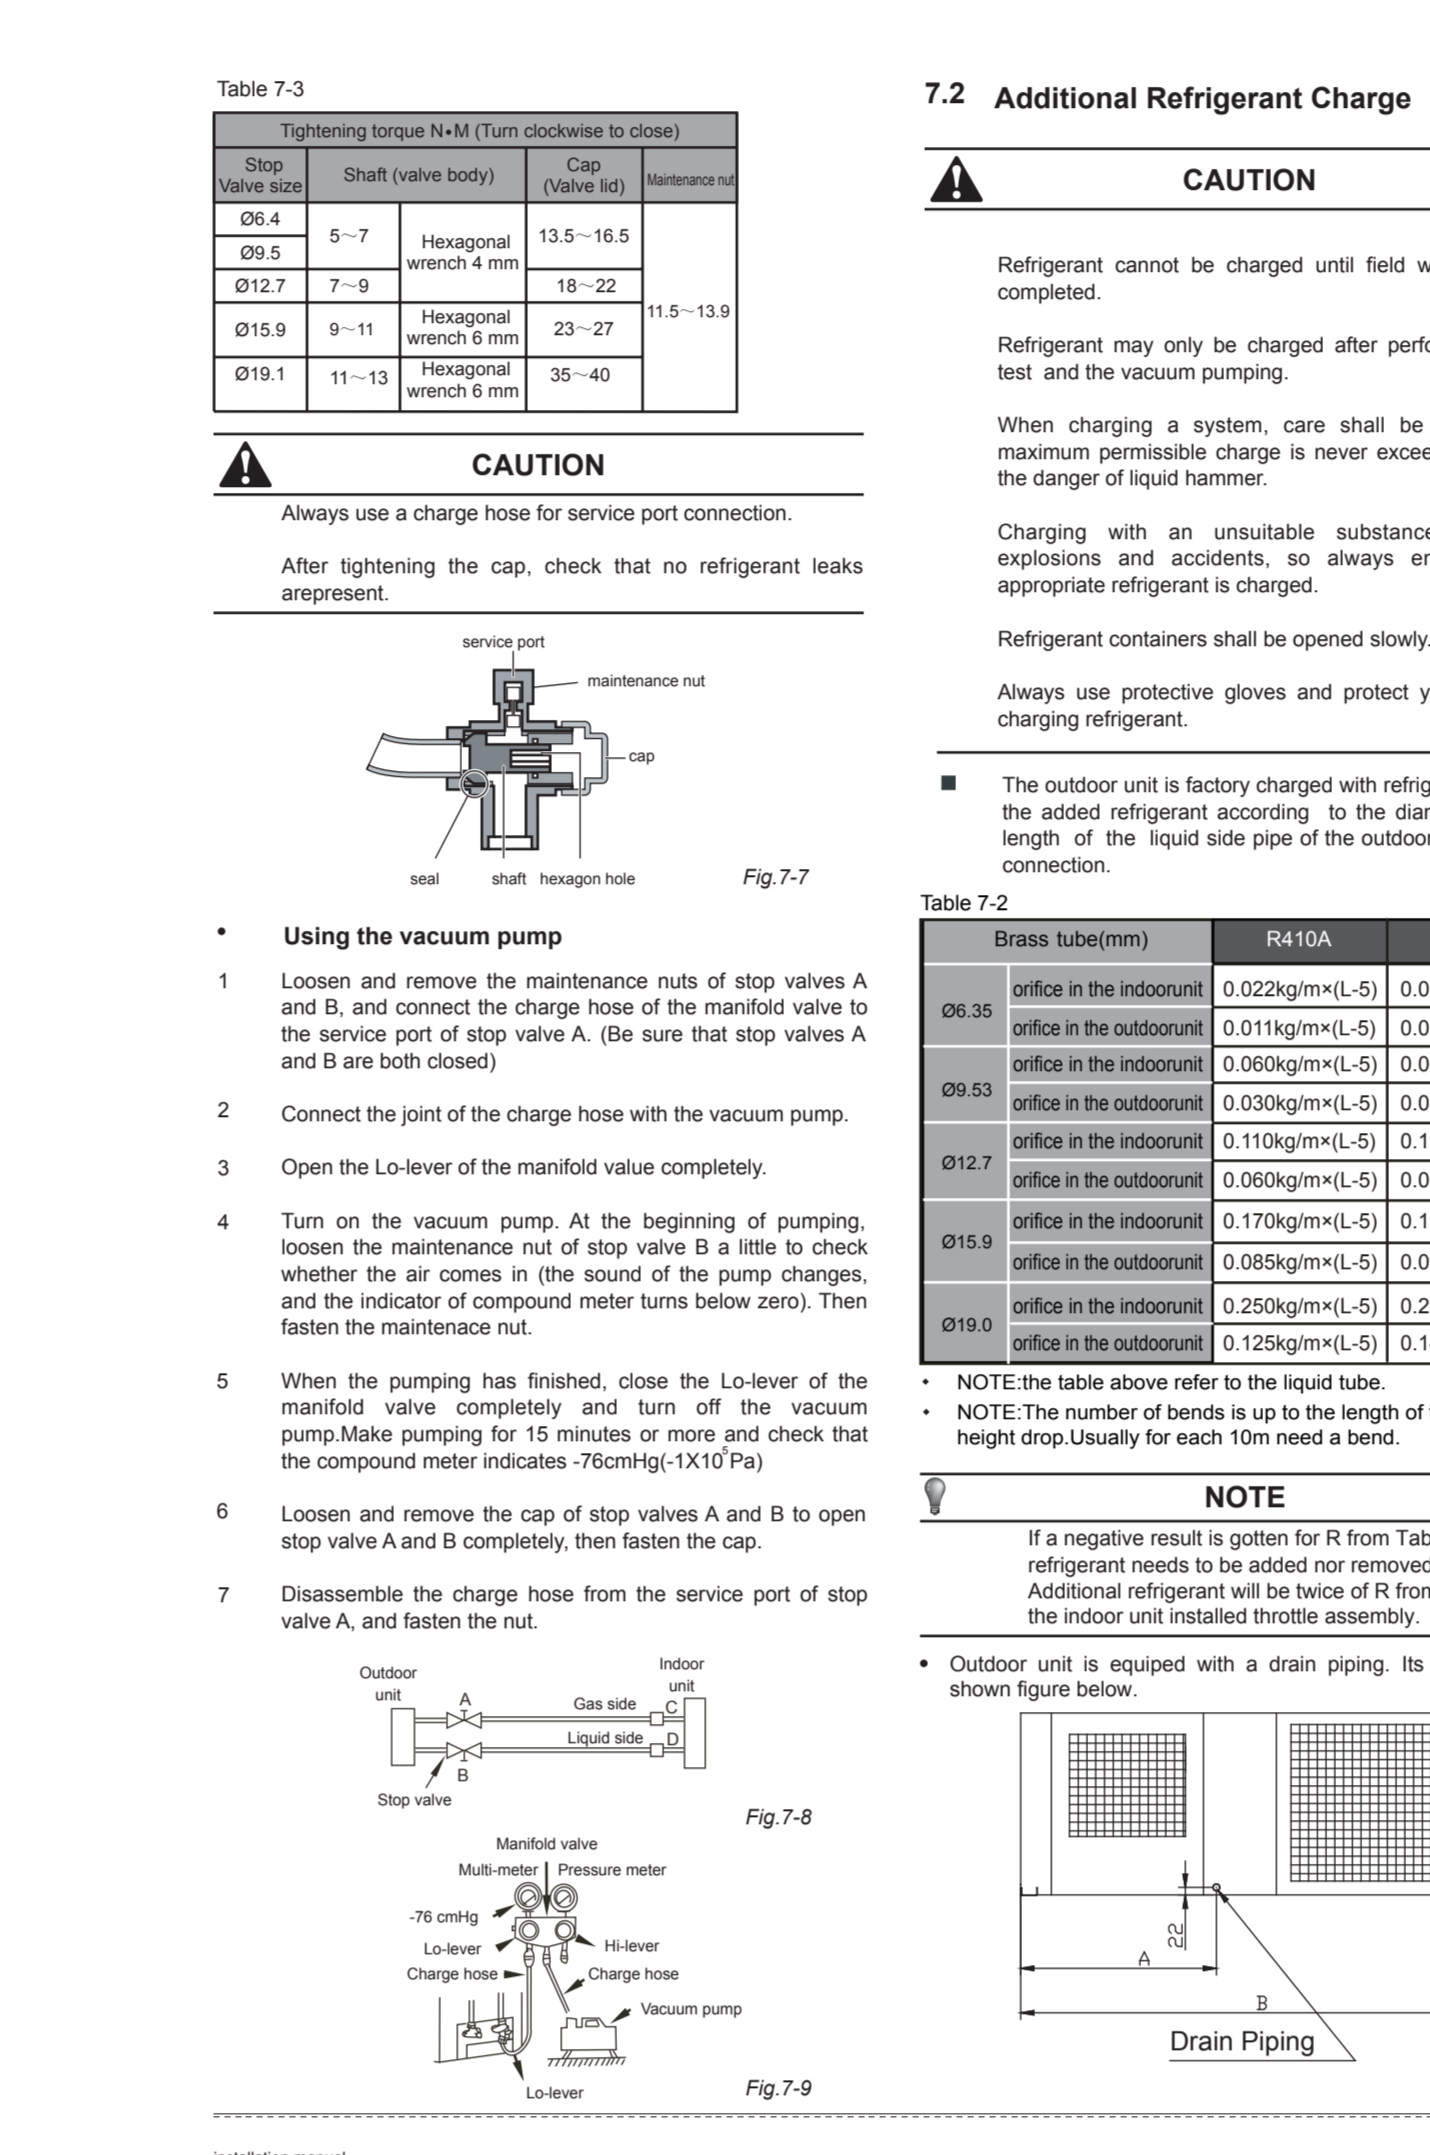 Table 7-3
Tightening torque N•M (Turn clockwise to close)
Stop
Valve size
Shaft (valve body)
Cap
(Valve lid)
Maintenance nut
Ø6.4
5~7
Hexagonal
wrench 4 mm
13.5~16.5
11.5~13.9
Ø9.5
Ø12.7
7~9
18~22
Ø15.9
9~11
Hexagonal
wrench 6 mm
23~27
Ø19.1
11~13
Hexagonal
wrench 6 mm
35~40
CAUTION
Always use a charge hose for service port connection.
After tightening the cap, check that no refrigerant leaks
arepresent.
service port
maintenance nut
cap
seal
shaft
hexagon hole
Fig.7-7
• Using the vacuum pump
1 Loosen and remove the maintenance nuts of stop valves A
and B, and connect the charge hose of the manifold valve to
the service port of stop valve A. (Be sure that stop valves A
and B are both closed)
2 Connect the joint of the charge hose with the vacuum pump.
3 Open the Lo-lever of the manifold value completely.
4 Turn on the vacuum pump. At the beginning of pumping,
loosen the maintenance nut of stop valve B a little to check
whether the air comes in (the sound of the pump changes,
and the indicator of compound meter turns below zero). Then
fasten the maintenace nut.
5 When the pumping has finished, close the Lo-lever of the
manifold valve completely and turn off the vacuum
pump.Make pumping for 15 minutes or more and check that
the compound meter indicates -76cmHg(-1X10⁵Pa)
6 Loosen and remove the cap of stop valves A and B to open
stop valve A and B completely, then fasten the cap.
7 Disassemble the charge hose from the service port of stop
valve A, and fasten the nut.
Outdoor
unit
Indoor
unit
A
Gas side
C
Liquid side
D
B
Stop valve
Fig.7-8
Manifold valve
Multi-meter
Pressure meter
-76 cmHg
Lo-lever
Hi-lever
Charge hose
Charge hose
Vacuum pump
Lo-lever
Fig.7-9
7.2 Additional Refrigerant Charge
CAUTION
Refrigerant cannot be charged until field
completed.
Refrigerant may only be charged after
test and the vacuum pumping.
When charging a system, care shall be
maximum permissible charge is never
the danger of liquid hammer.
Charging with an unsuitable
explosions and accidents, so always
appropriate refrigerant is charged.
Refrigerant containers shall be opened slowly.
Always use protective gloves and protect
charging refrigerant.
■ The outdoor unit is factory charged with
the added refrigerant according to the
length of the liquid side pipe of the
connection.
Table 7-2
Brass tube(mm)
R410A
Ø6.35
orifice in the indoorunit
0.022kg/m×(L-5)
orifice in the outdoorunit
0.011kg/m×(L-5)
Ø9.53
orifice in the indoorunit
0.060kg/m×(L-5)
orifice in the outdoorunit
0.030kg/m×(L-5)
Ø12.7
orifice in the indoorunit
0.110kg/m×(L-5)
orifice in the outdoorunit
0.060kg/m×(L-5)
Ø15.9
orifice in the indoorunit
0.170kg/m×(L-5)
orifice in the outdoorunit
0.085kg/m×(L-5)
Ø19.0
orifice in the indoorunit
0.250kg/m×(L-5)
orifice in the outdoorunit
0.125kg/m×(L-5)
NOTE:the table above refer to the liquid tube.
NOTE:The number of bends is up to the length of
height drop.Usually for each 10m need a bend.
NOTE
If a negative result is gotten for R from
refrigerant needs to be added nor removed
Additional refrigerant will be twice of R
the indoor unit installed throttle assembly.
• Outdoor unit is equiped with a drain piping. Its
shown figure below.
22
A
B
Drain Piping